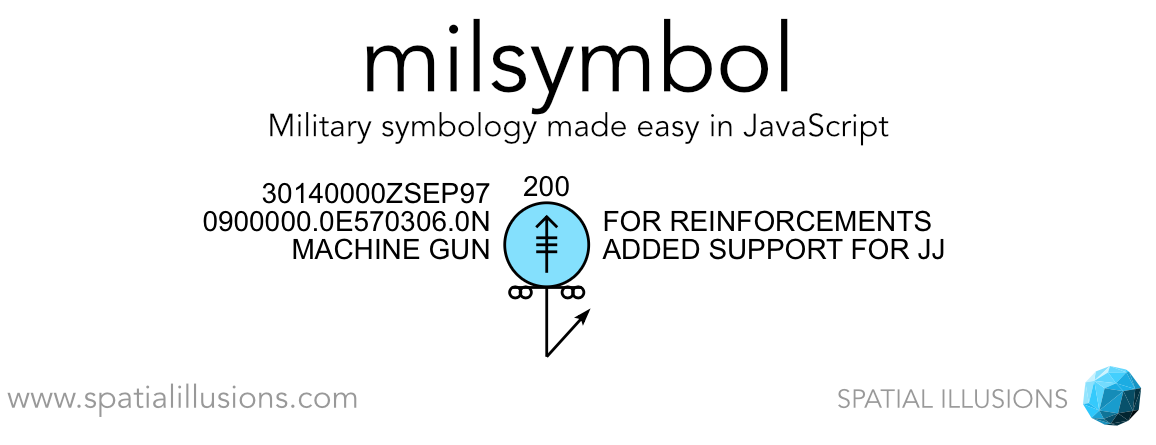 milsymbol
Military symbology made easy in JavaScript
200
30140000ZSEP97
0900000.0E570306.0N
MACHINE GUN
FOR REINFORCEMENTS
ADDED SUPPORT FOR JJ
www.spatialillusions.com
SPATIAL ILLUSIONS